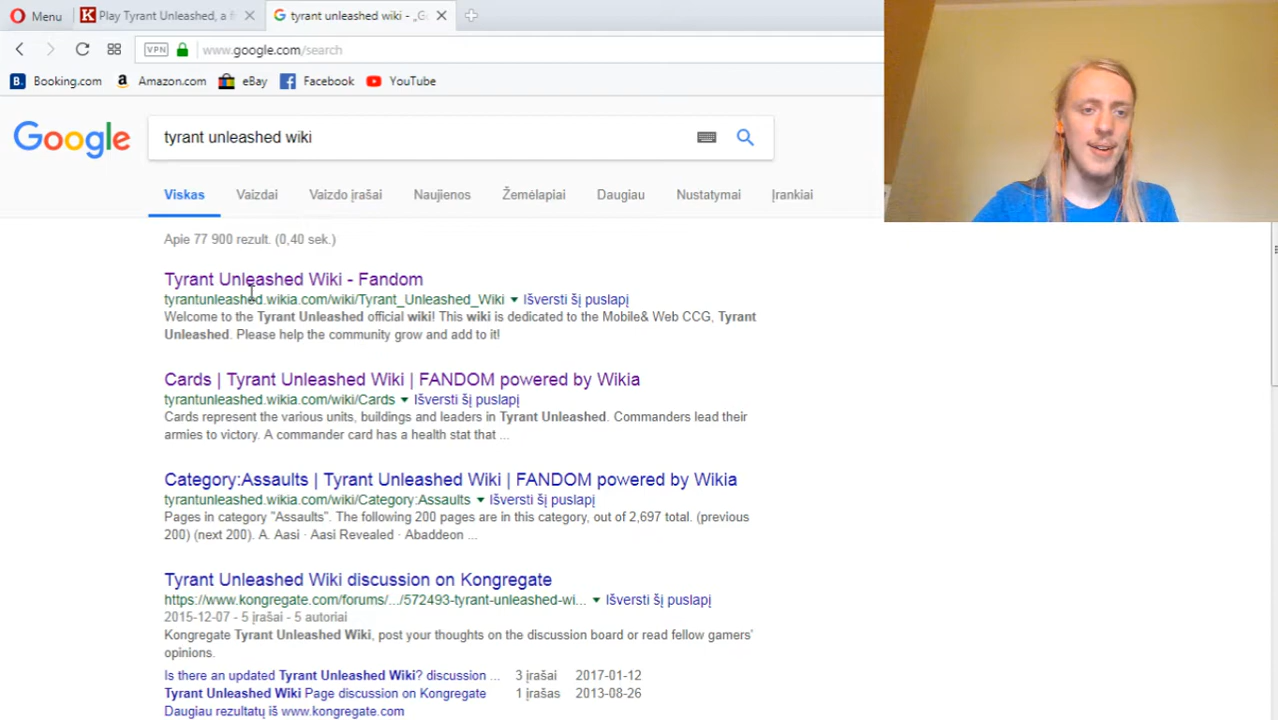 Menu
Play Tyrant Unleashed, a f
tyrant unleashed wiki - „Go
VPN
www.google.com/search
B. Booking.com
a Amazon.com
eBay
Facebook
YouTube
Google
tyrant unleashed wiki
Viskas Vaizdai Vaizdo įrašai Naujienos Žemėlapiai Daugiau Nustatymai Įrankiai
Apie 77 900 rezult. (0,40 sek.)
Tyrant Unleashed Wiki - Fandom
tyrantunleashed.wikia.com/wiki/Tyrant_Unleashed_Wiki Išversti šį puslapį
Welcome to the Tyrant Unleashed official wiki! This wiki is dedicated to the Mobile& Web CCG, Tyrant
Unleashed. Please help the community grow and add to it!
Cards | Tyrant Unleashed Wiki | FANDOM powered by Wikia
tyrantunleashed.wikia.com/wiki/Cards Išversti šį puslapį
Cards represent the various units, buildings and leaders in Tyrant Unleashed. Commanders lead their
armies to victory. A commander card has a health stat that ...
Category:Assaults | Tyrant Unleashed Wiki | FANDOM powered by Wikia
tyrantunleashed.wikia.com/wiki/Category:Assaults Išversti šį puslapį
Pages in category "Assaults". The following 200 pages are in this category, out of 2,697 total. (previous
200) (next 200). A. Aasi · Aasi Revealed · Abaddeon ...
Tyrant Unleashed Wiki discussion on Kongregate
https://www.kongregate.com/forums/.../572493-tyrant-unleashed-wi... Išversti šį puslapį
2015-12-07 - 5 įrašai - 5 autoriai
Kongregate Tyrant Unleashed Wiki, post your thoughts on the discussion board or read fellow gamers'
opinions.
Is there an updated Tyrant Unleashed Wiki? discussion ... 3 įrašai 2017-01-12
Tyrant Unleashed Wiki Page discussion on Kongregate 1 įrašas 2013-08-26
Daugiau rezultatų iš www.kongregate.com